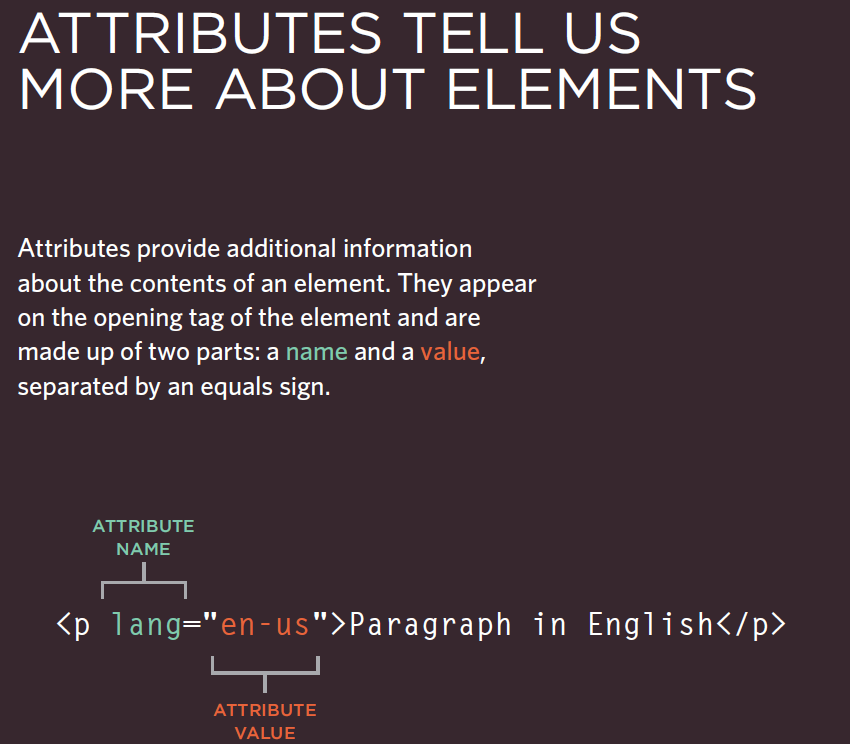 ATTRIBUTES TELL US
MORE ABOUT ELEMENTS
Attributes provide additional information
about the contents of an element. They appear
on the opening tag of the element and are
made up of two parts: a name and a value,
separated by an equals sign.
ATTRIBUTE
NAME
<p lang="en-us">Paragraph in English</p>
ATTRIBUTE
VALUE